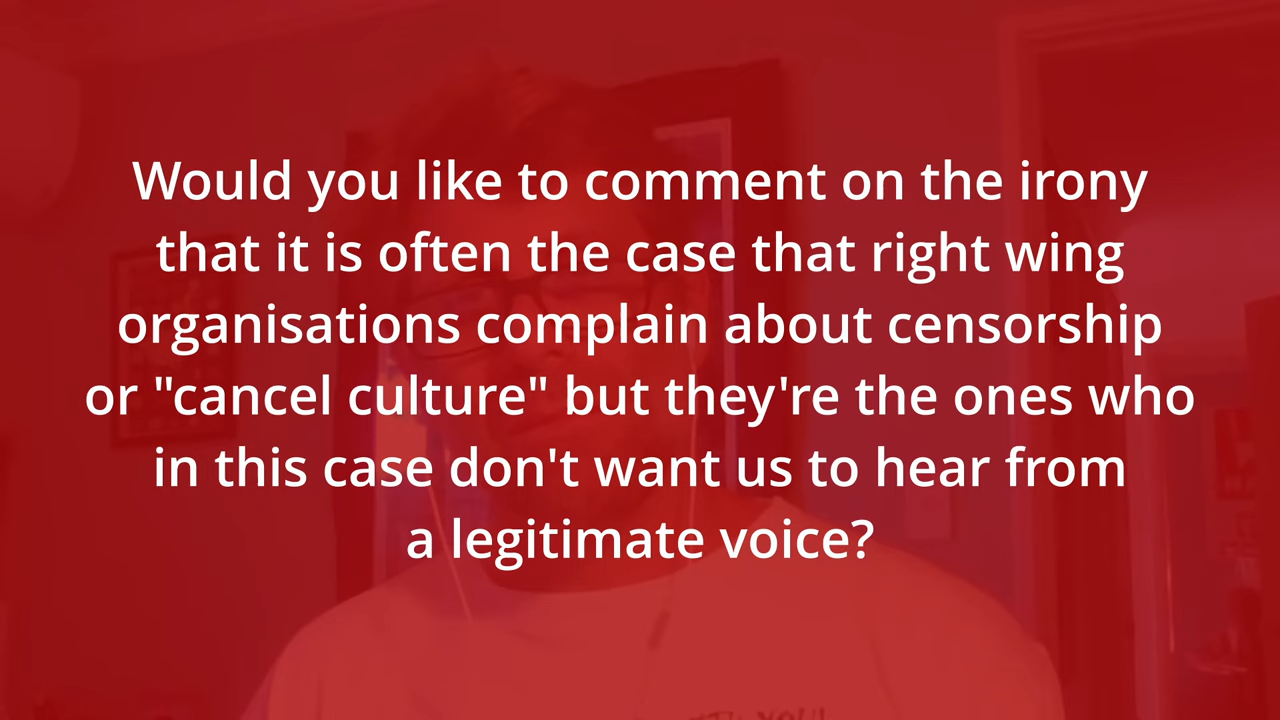 Would you like to comment on the irony
that it is often the case that right wing
organisations complain about censorship
or "cancel culture" but they're the ones who
in this case don't want us to hear from
a legitimate voice?
YOU!